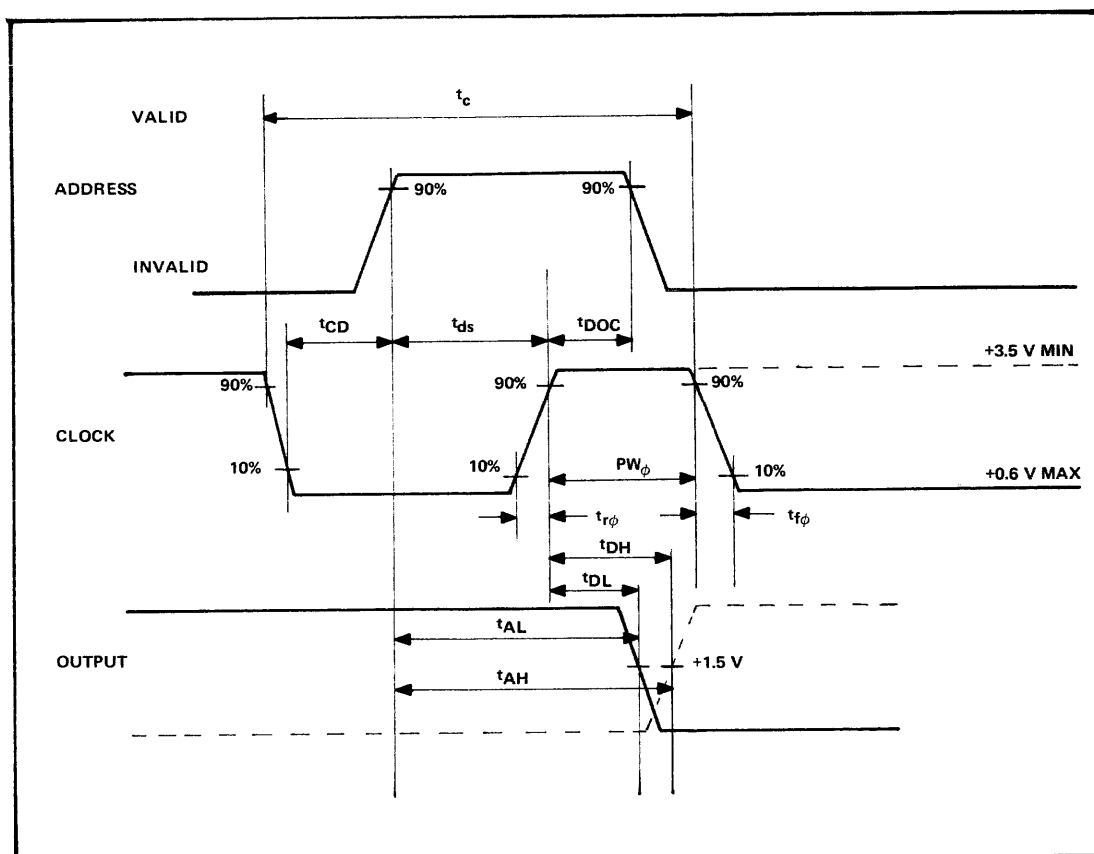 t_c
VALID
ADDRESS
90% 90%
INVALID
t_CD t_ds t_DOC
+3.5 V MIN
90% 90% 90%
CLOCK
10% 10% PW_φ 10% +0.6 V MAX
t_rφ t_fφ
t_DH
t_DL
t_AL
OUTPUT +1.5 V
t_AH